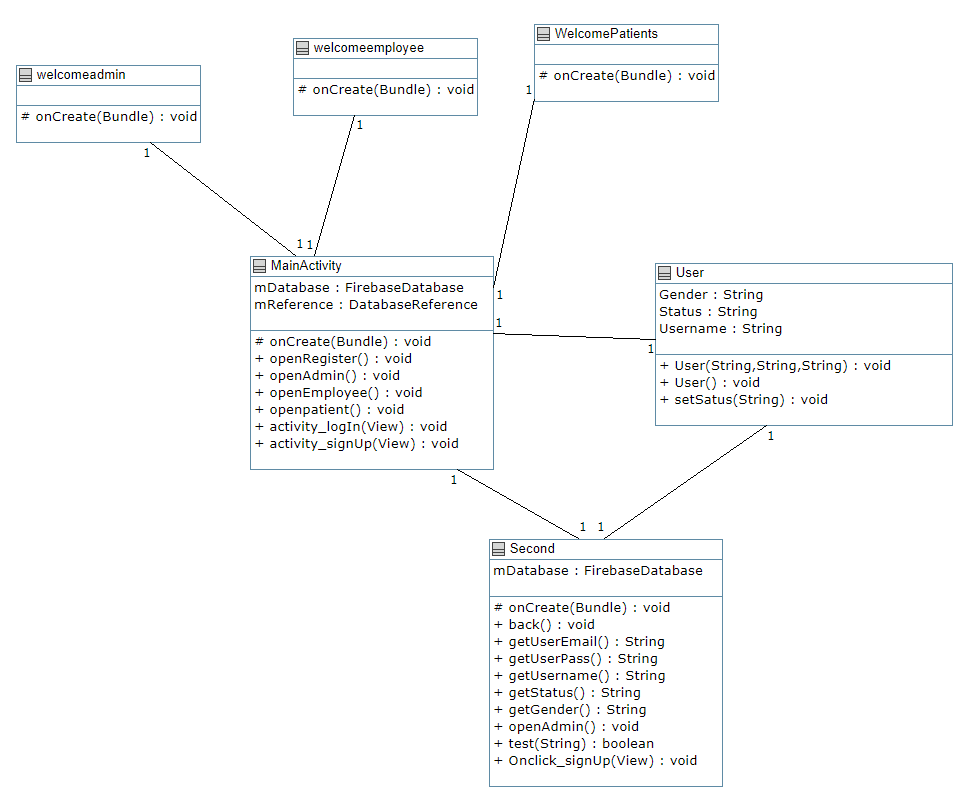 WelcomePatients
# onCreate(Bundle) : void
1
welcomeemployee
# onCreate(Bundle) : void
1
welcomeadmin
# onCreate(Bundle) : void
1
1
1
MainActivity
mDatabase : FirebaseDatabase
mReference : DatabaseReference
# onCreate(Bundle) : void
+ openRegister() : void
+ openAdmin() : void
+ openEmployee() : void
+ openpatient() : void
+ activity_logIn(View) : void
+ activity_signUp(View) : void
1
1
1
User
Gender : String
Status : String
Username : String
+ User(String,String,String) : void
+ User() : void
+ setSatus(String) : void
1
1
1
1
1
Second
mDatabase : FirebaseDatabase
# onCreate(Bundle) : void
+ back() : void
+ getUserEmail() : String
+ getUserPass() : String
+ getUsername() : String
+ getStatus() : String
+ getGender() : String
+ openAdmin() : void
+ test(String) : boolean
+ Onclick_signUp(View) : void